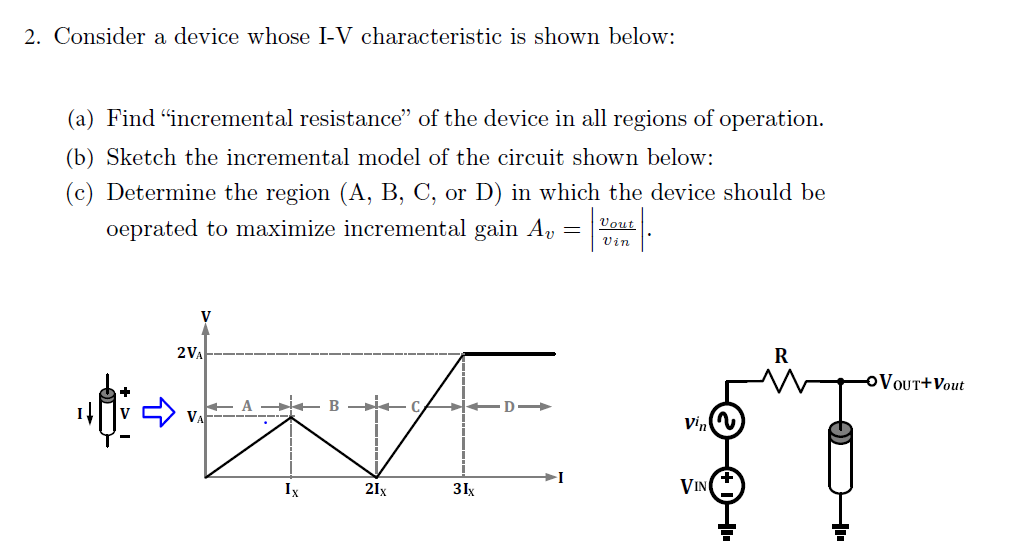 2. Consider a device whose I-V characteristic is shown below:
(a) Find “incremental resistance” of the device in all regions of operation.
(b) Sketch the incremental model of the circuit shown below:
(c) Determine the region (A, B, C, or D) in which the device should be
oeprated to maximize incremental gain Av = |vout/vin|.
V
2VA
VA
A
B
C
D
I
V
+
−
IX
2IX
3IX
I
R
VOUT+Vout
Vin
VIN
+
−